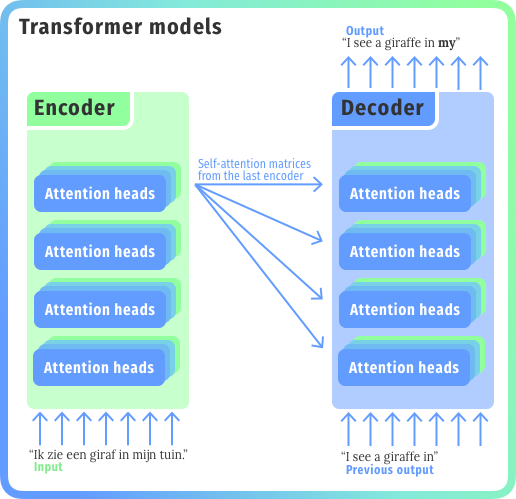 Transformer models
Output
“I see a giraffe in my”
Encoder
Decoder
Self-attention matrices
from the last encoder
Attention heads
Attention heads
Attention heads
Attention heads
Attention heads
Attention heads
Attention heads
Attention heads
“Ik zie een giraf in mijn tuin.”
Input
“I see a giraffe in”
Previous output